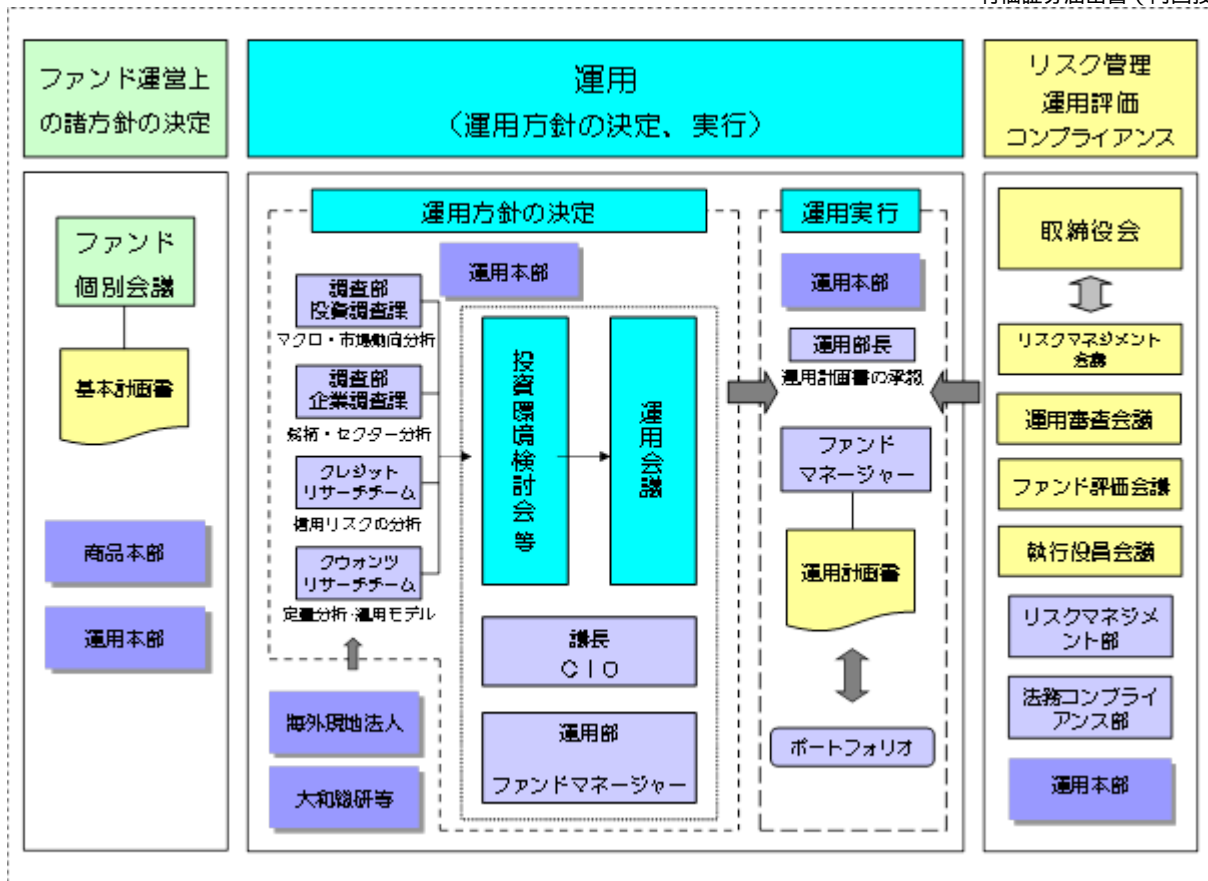 ファンド運営上
の諸方針の決定
運用
（運用方針の決定、実行）
リスク管理
運用評価
コンプライアンス
ファンド
個別会議
基本計画書
商品本部
運用本部
運用方針の決定
運用本部
調査部
投資調査課
マクロ・市場動向分析
調査部
企業調査課
銘柄・セクター分析
クレジット
リサーチチーム
信用リスクの分析
クウォンツ
リサーチチーム
定量分析・運用モデル
海外現地法人
大和総研等
投資環境検討会 等
運用会議
議長
ＣＩＯ
運用部
ファンドマネージャー
運用実行
運用本部
運用部長
運用計画書の承認
ファンド
マネージャー
運用計画書
ポートフォリオ
取締役会
リスクマネジメント
会議
運用審査会議
ファンド評価会議
執行役員会議
リスクマネジメ
ント部
法務コンプライ
アンス部
運用本部